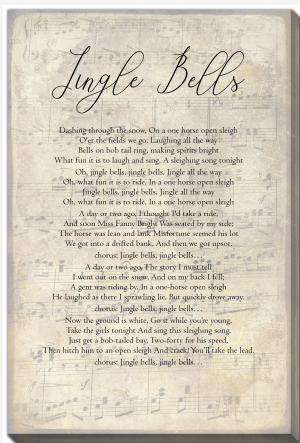 Jingle Bells
Dashing through the snow, On a one horse open sleigh
O'er the fields we go, Laughing all the way
Bells on bob tail ring, making spirits bright
What fun it is to laugh and sing, A sleighing song tonight
Oh, jingle bells, jingle bells, Jingle all the way
Oh, what fun it is to ride, In a one horse open sleigh
Jingle bells, jingle bells, Jingle all the way
Oh, what fun it is to ride, In a one horse open sleigh
A day or two ago, I thought I'd take a ride,
And soon Miss Fanny Bright Was seated by my side;
The horse was lean and lank Misfortune seemed his lot
We got into a drifted bank, And then we got upsot.
chorus: Jingle bells, jingle bells…
A day or two ago, The story I must tell
I went out on the snow, And on my back I fell;
A gent was riding by, In a one-horse open sleigh
He laughed as there I sprawling lie, But quickly drove away.
chorus: Jingle bells, jingle bells…
Now the ground is white, Go it while you're young,
Take the girls tonight And sing this sleighing song.
Just get a bob-tailed bay, Two-forty for his speed,
Then hitch him to an open sleigh And crack! You'll take the lead.
chorus: Jingle bells, jingle bells…